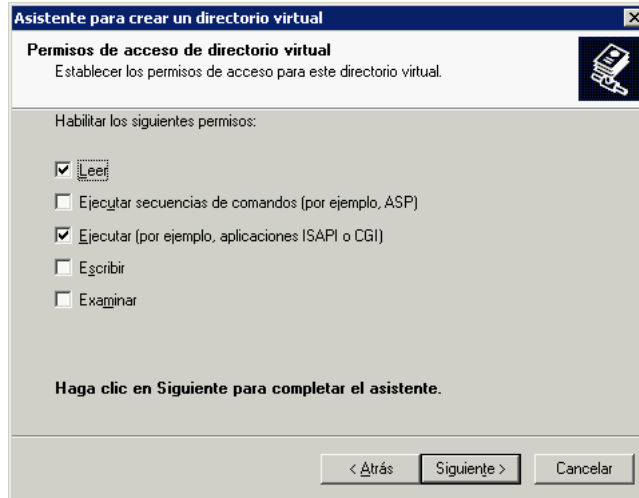 Asistente para crear un directorio virtual
Permisos de acceso de directorio virtual
Establecer los permisos de acceso para este directorio virtual.
Habilitar los siguientes permisos:
Leer
Ejecutar secuencias de comandos (por ejemplo, ASP)
Ejecutar (por ejemplo, aplicaciones ISAPI o CGI)
Escribir
Examinar
Haga clic en Siguiente para completar el asistente.
< Atrás Siguiente > Cancelar